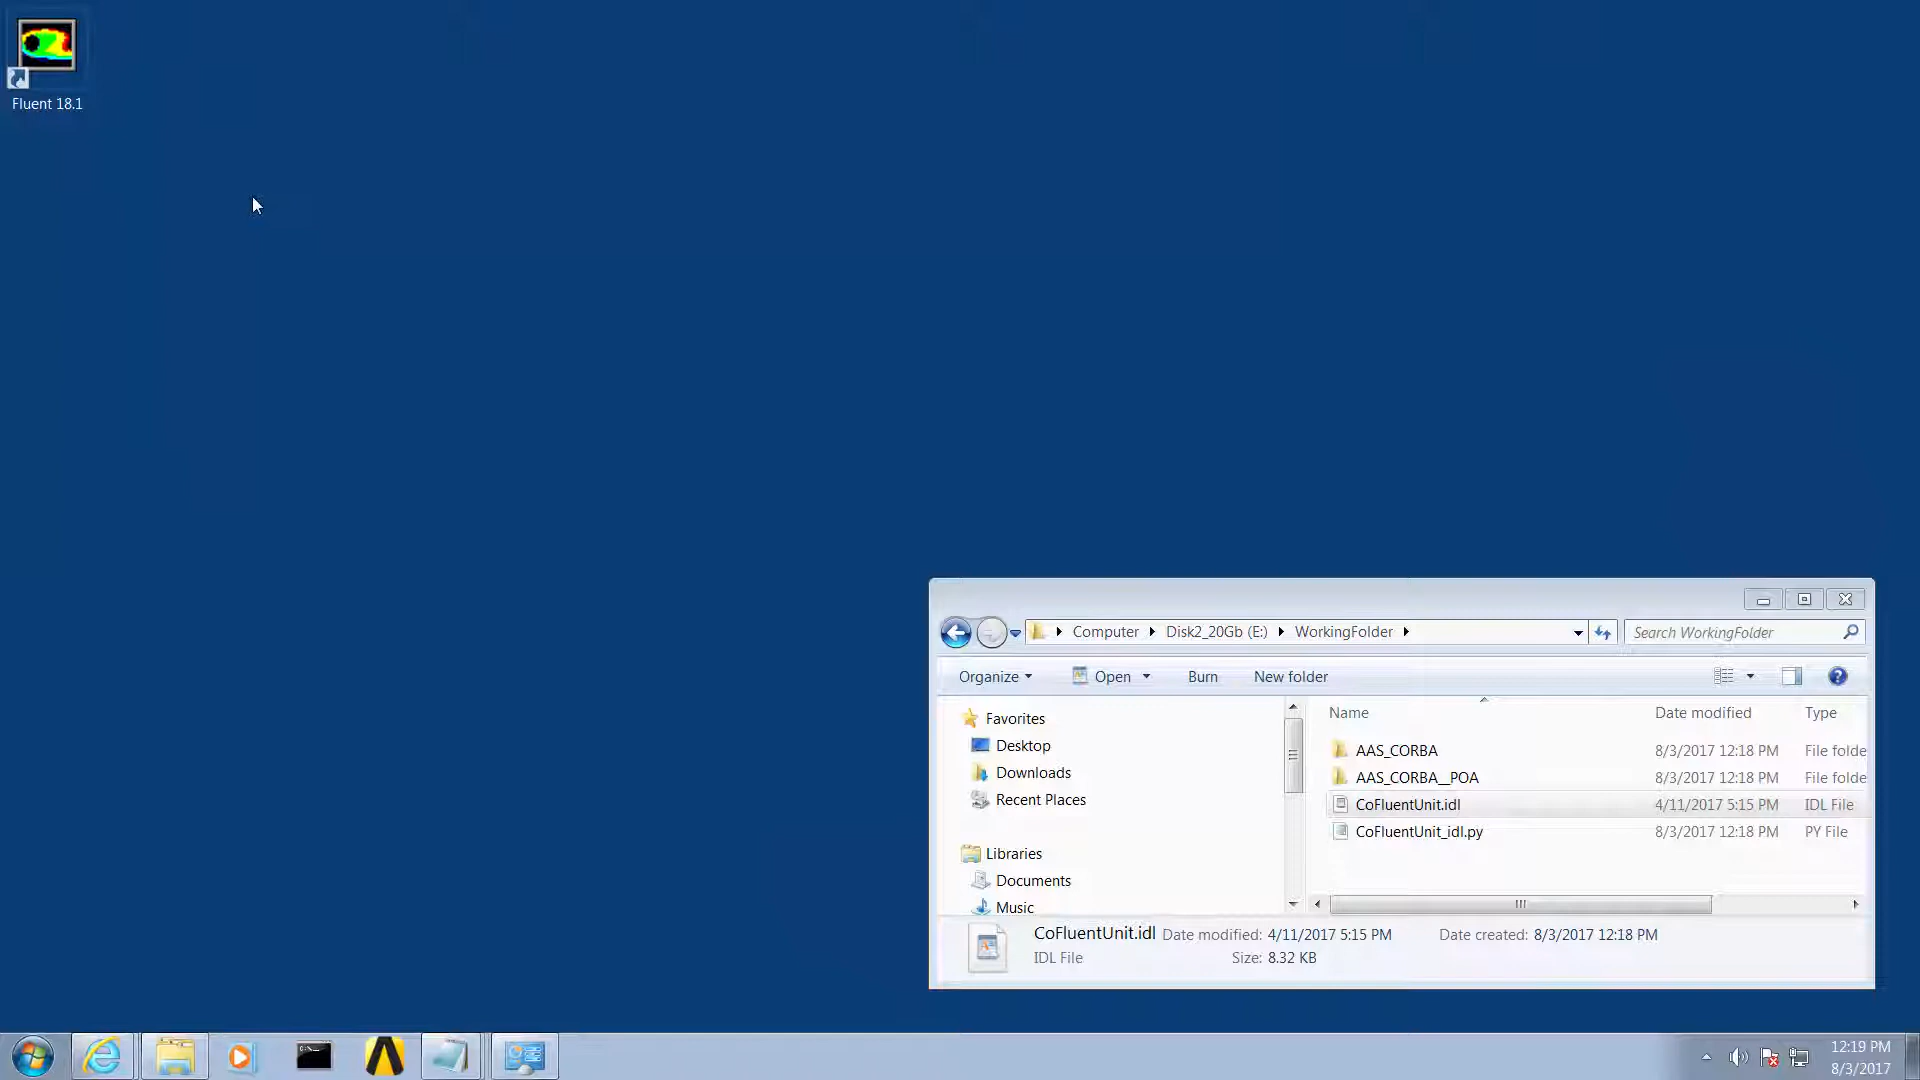 Fluent 18.1
Computer Disk2_20Gb (E:) WorkingFolder
Search WorkingFolder
Organize Open Burn New folder
Favorites
Desktop
Downloads
Recent Places
Libraries
Documents
Music
Name Date modified Type
AAS_CORBA 8/3/2017 12:18 PM File folde
AAS_CORBA__POA 8/3/2017 12:18 PM File folde
CoFluentUnit.idl 4/11/2017 5:15 PM IDL File
CoFluentUnit_idl.py 8/3/2017 12:18 PM PY File
CoFluentUnit.idl Date modified: 4/11/2017 5:15 PM Date created: 8/3/2017 12:18 PM
IDL File Size: 8.32 KB
12:19 PM
8/3/2017